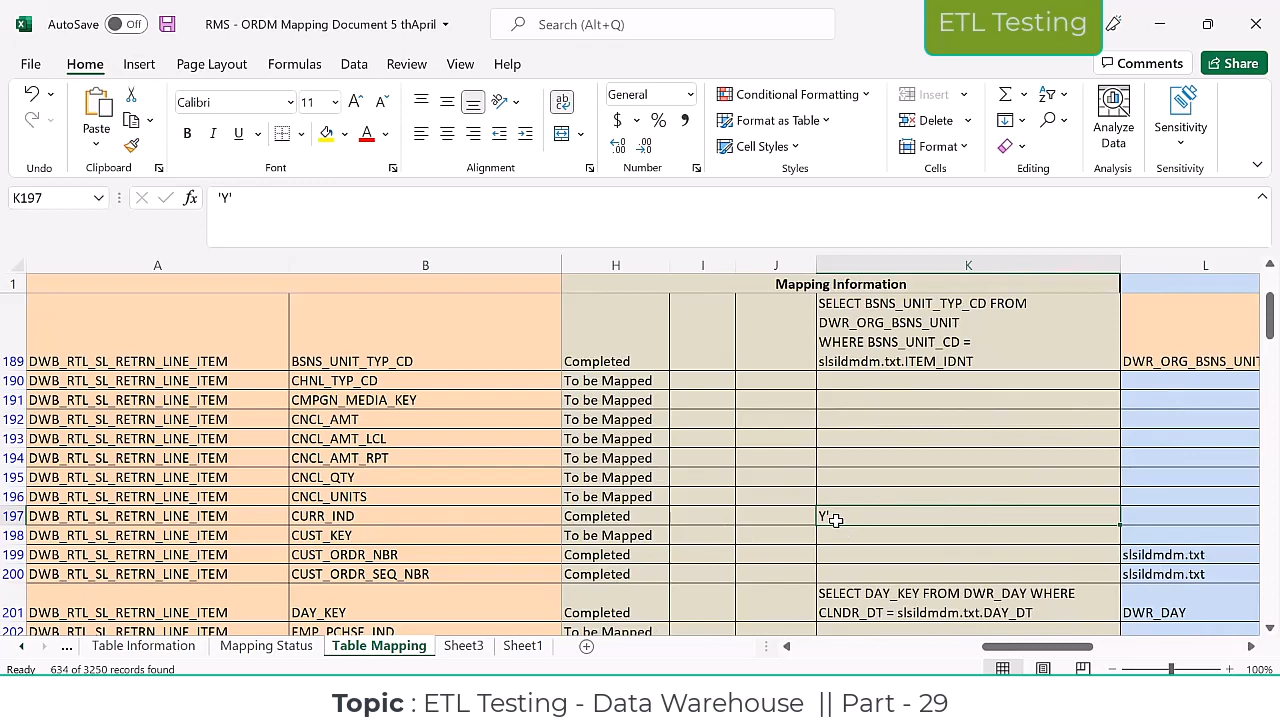 AutoSave Off RMS - ORDM Mapping Document 5 thApril Search (Alt+Q) ETL Testing
File Home Insert Page Layout Formulas Data Review View Help Comments Share
Calibri 11 General Conditional Formatting Insert
Paste B I U $ % Format as Table Delete Analyze Data Sensitivity
Cell Styles Format
Undo Clipboard Font Alignment Number Styles Cells Editing Analysis Sensitivity
K197 fx 'Y'
A B H I J K L
1 Mapping Information
189 DWB_RTL_SL_RETRN_LINE_ITEM BSNS_UNIT_TYP_CD Completed SELECT BSNS_UNIT_TYP_CD FROM
DWR_ORG_BSNS_UNIT
WHERE BSNS_UNIT_CD =
slsildmdm.txt.ITEM_IDNT DWR_ORG_BSNS_UNIT
190 DWB_RTL_SL_RETRN_LINE_ITEM CHNL_TYP_CD To be Mapped
191 DWB_RTL_SL_RETRN_LINE_ITEM CMPGN_MEDIA_KEY To be Mapped
192 DWB_RTL_SL_RETRN_LINE_ITEM CNCL_AMT To be Mapped
193 DWB_RTL_SL_RETRN_LINE_ITEM CNCL_AMT_LCL To be Mapped
194 DWB_RTL_SL_RETRN_LINE_ITEM CNCL_AMT_RPT To be Mapped
195 DWB_RTL_SL_RETRN_LINE_ITEM CNCL_QTY To be Mapped
196 DWB_RTL_SL_RETRN_LINE_ITEM CNCL_UNITS To be Mapped
197 DWB_RTL_SL_RETRN_LINE_ITEM CURR_IND Completed Y'
198 DWB_RTL_SL_RETRN_LINE_ITEM CUST_KEY To be Mapped
199 DWB_RTL_SL_RETRN_LINE_ITEM CUST_ORDR_NBR Completed slsildmdm.txt
200 DWB_RTL_SL_RETRN_LINE_ITEM CUST_ORDR_SEQ_NBR Completed slsildmdm.txt
201 DWB_RTL_SL_RETRN_LINE_ITEM DAY_KEY Completed SELECT DAY_KEY FROM DWR_DAY WHERE
CLNDR_DT = slsildmdm.txt.DAY_DT DWR_DAY
202 DWB_RTL_SL_RETRN_LINE_ITEM EMP_PCHSE_IND To be Mapped
... Table Information Mapping Status Table Mapping Sheet3 Sheet1
Ready 634 of 3250 records found 100%
Topic : ETL Testing - Data Warehouse || Part - 29